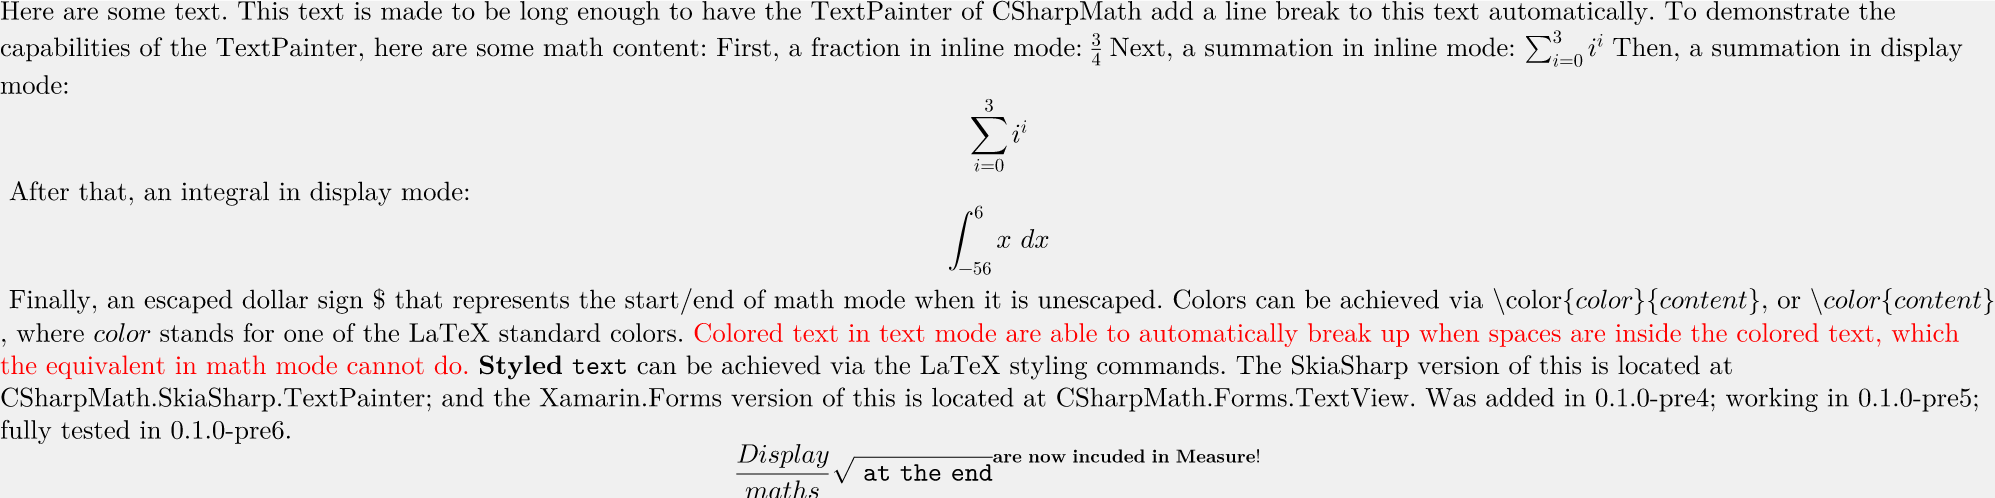 Here are some text. This text is made to be long enough to have the TextPainter of CSharpMath add a line break to this text automatically. To demonstrate the
capabilities of the TextPainter, here are some math content: First, a fraction in inline mode: 3/4 Next, a summation in inline mode: ∑_{i=0}^{3} i^i Then, a summation in display
mode:
∑_{i=0}^{3} i^i
After that, an integral in display mode:
∫_{−56}^{6} x dx
Finally, an escaped dollar sign $ that represents the start/end of math mode when it is unescaped. Colors can be achieved via \color{color}{content}, or \color{content}
, where color stands for one of the LaTeX standard colors. Colored text in text mode are able to automatically break up when spaces are inside the colored text, which
the equivalent in math mode cannot do. Styled text can be achieved via the LaTeX styling commands. The SkiaSharp version of this is located at
CSharpMath.SkiaSharp.TextPainter; and the Xamarin.Forms version of this is located at CSharpMath.Forms.TextView. Was added in 0.1.0-pre4; working in 0.1.0-pre5;
fully tested in 0.1.0-pre6.
Display/maths √(at the end)^{are now incuded in Measure!}